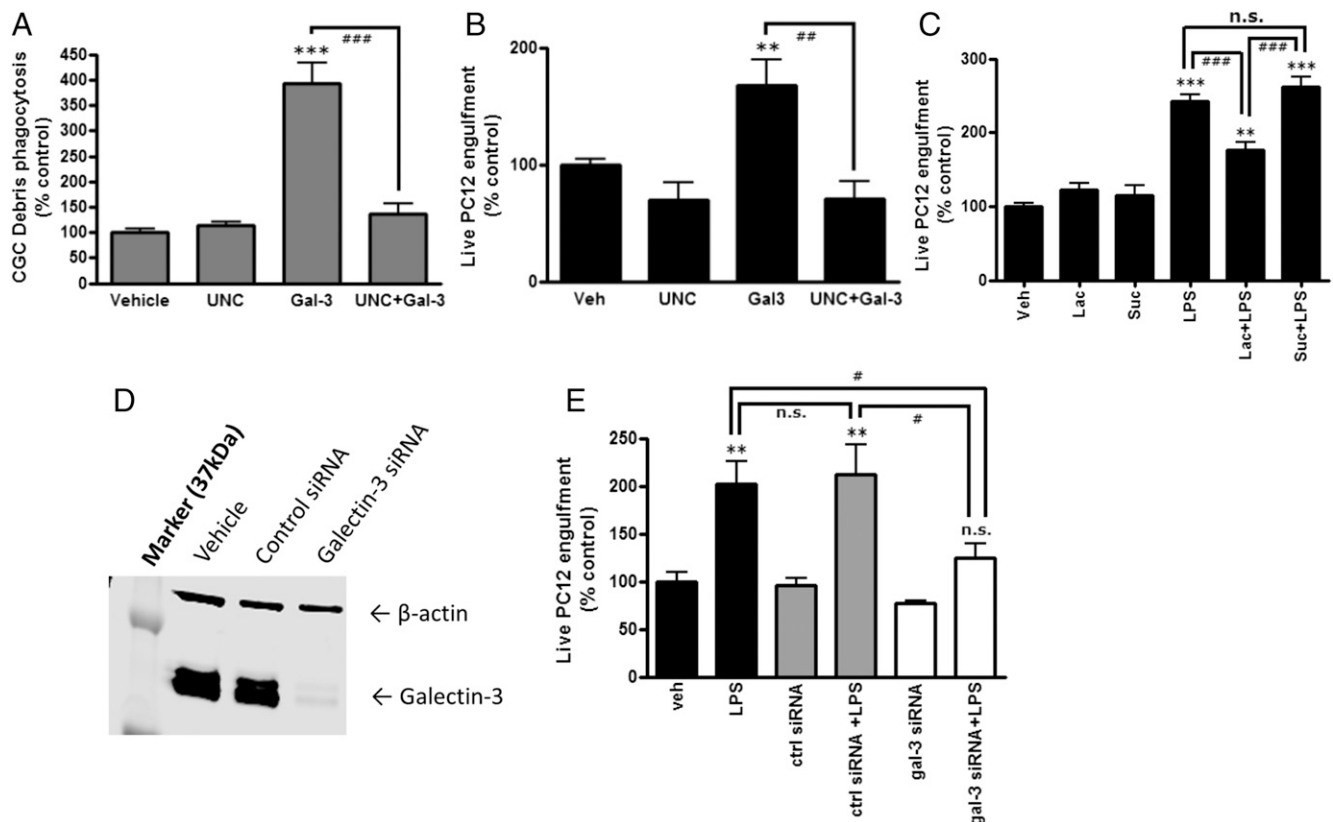 A
CGC Debris phagocytosis
(% control)
450
400
350
300
250
200
150
100
50
0
***
###
Vehicle
UNC
Gal-3
UNC+Gal-3
B
Live PC12 engulfment
(% control)
200
100
0
**
##
Veh
UNC
Gal3
UNC+Gal-3
C
Live PC12 engulfment
(% control)
300
200
100
0
n.s.
###
###
***
**
***
Veh
Lac
Suc
LPS
Lac+LPS
Suc+LPS
D
Marker (37kDa)
Vehicle
Control siRNA
Galectin-3 siRNA
← β-actin
← Galectin-3
E
Live PC12 engulfment
(% control)
250
200
150
100
50
0
#
n.s.
#
**
**
n.s.
veh
LPS
ctrl siRNA
ctrl siRNA +LPS
gal-3 siRNA
gal-3 siRNA+LPS